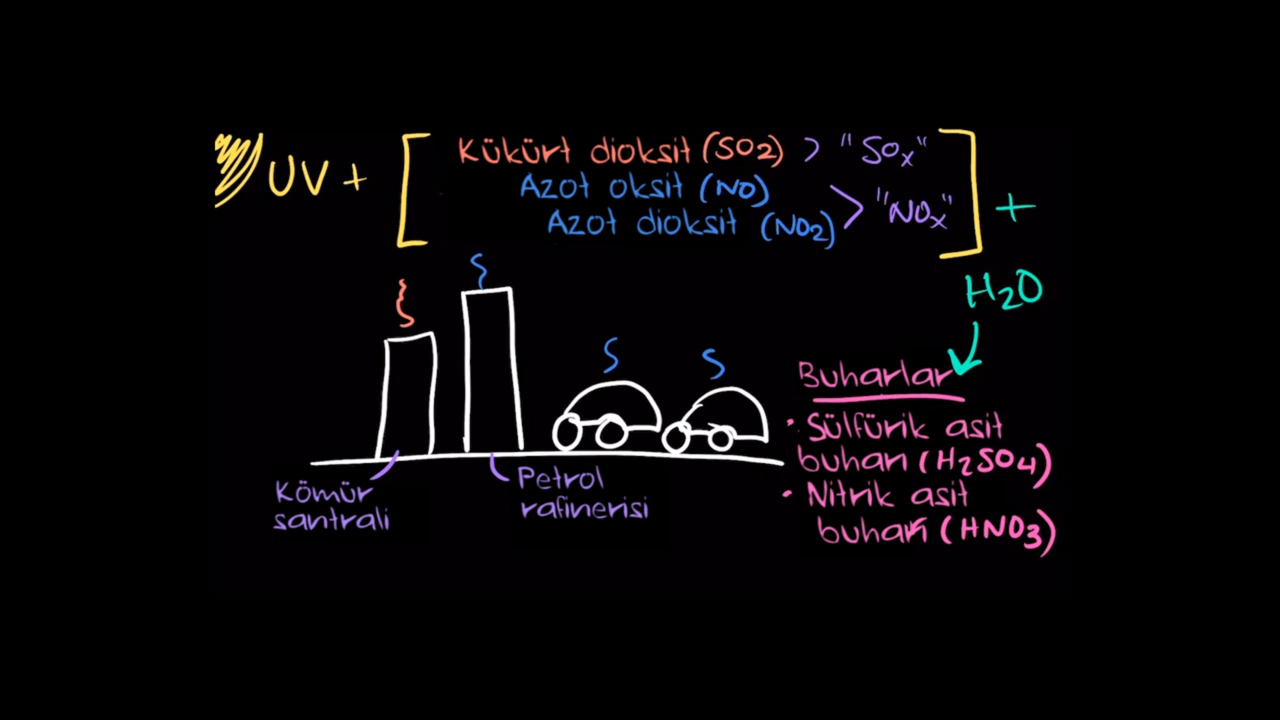 UV + [ Kükürt dioksit (SO2) > "SOx" ] +
Azot oksit (NO)
Azot dioksit (NO2) > "NOx"
H2O
Buharlar
• Sülfürik asit
buharı (H2SO4)
• Nitrik asit
buharı (HNO3)
Kömür
santrali
Petrol
rafinerisi